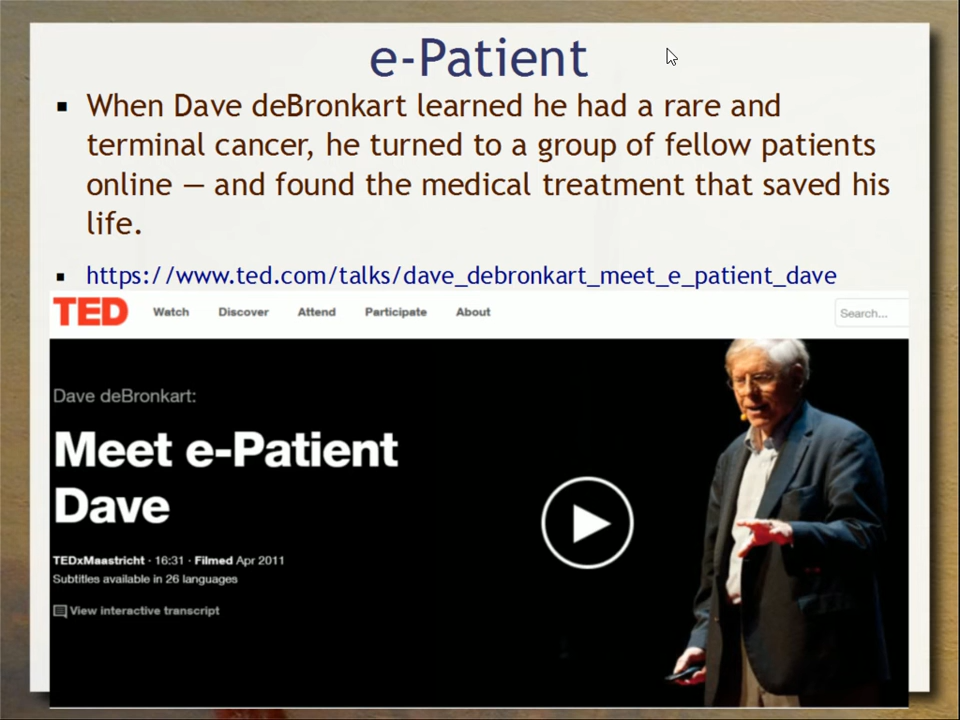 e-Patient
When Dave deBronkart learned he had a rare and
terminal cancer, he turned to a group of fellow patients
online — and found the medical treatment that saved his
life.
https://www.ted.com/talks/dave_debronkart_meet_e_patient_dave
TED Watch Discover Attend Participate About Search...
Dave deBronkart:
Meet e-Patient
Dave
TEDxMaastricht · 16:31 · Filmed Apr 2011
Subtitles available in 26 languages
View interactive transcript